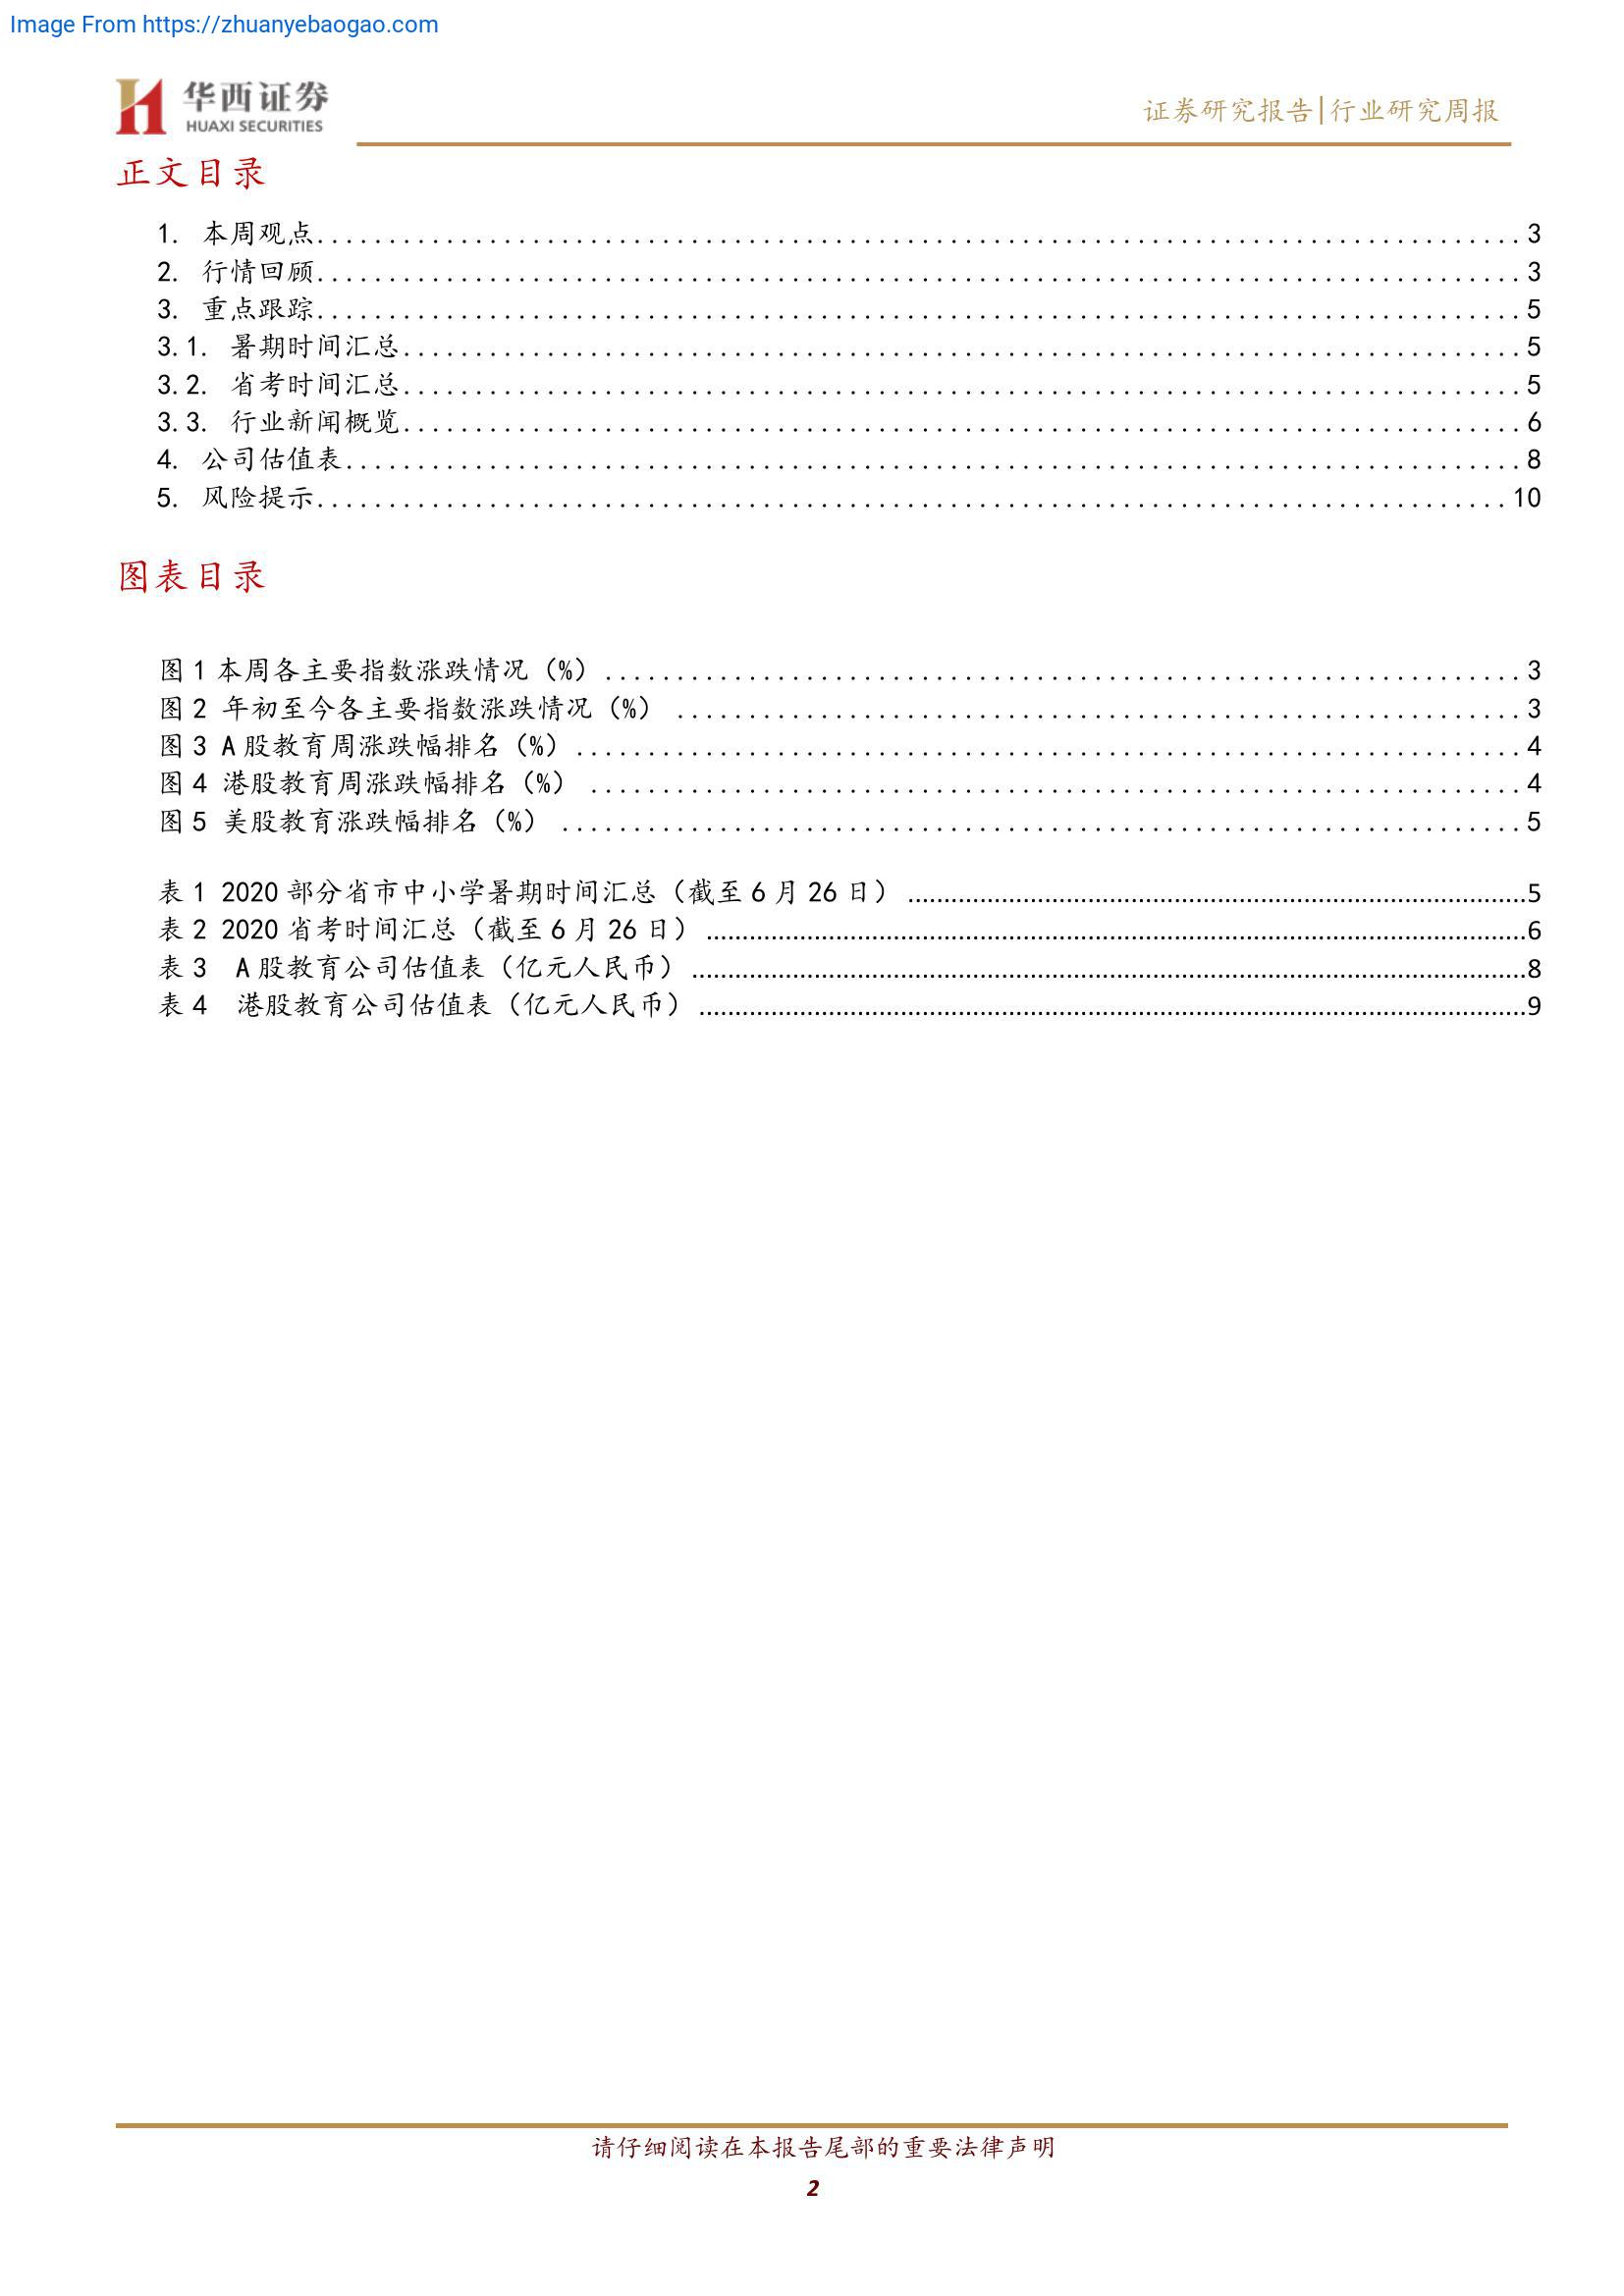 Image From https://zhuanyebaogao.com
华西证券
HUAXI SECURITIES
证券研究报告|行业研究周报
正文目录
1. 本周观点........................................................................................ 3
2. 行情回顾........................................................................................ 3
3. 重点跟踪........................................................................................ 5
3.1. 暑期时间汇总........................................................................................ 5
3.2. 省考时间汇总........................................................................................ 5
3.3. 行业新闻概览........................................................................................ 6
4. 公司估值表........................................................................................ 8
5. 风险提示........................................................................................ 10
图表目录
图 1 本周各主要指数涨跌情况（%）........................................................................ 3
图 2 年初至今各主要指数涨跌情况（%） ........................................................................ 3
图 3 A 股教育周涨跌幅排名（%）........................................................................ 4
图 4 港股教育周涨跌幅排名（%） ........................................................................ 4
图 5 美股教育涨跌幅排名（%） ........................................................................ 5
表 1 2020 部分省市中小学暑期时间汇总（截至 6 月 26 日） ........................................................................5
表 2 2020 省考时间汇总（截至 6 月 26 日） ........................................................................6
表 3 A 股教育公司估值表（亿元人民币） ........................................................................8
表 4 港股教育公司估值表（亿元人民币） ........................................................................9
请仔细阅读在本报告尾部的重要法律声明
2